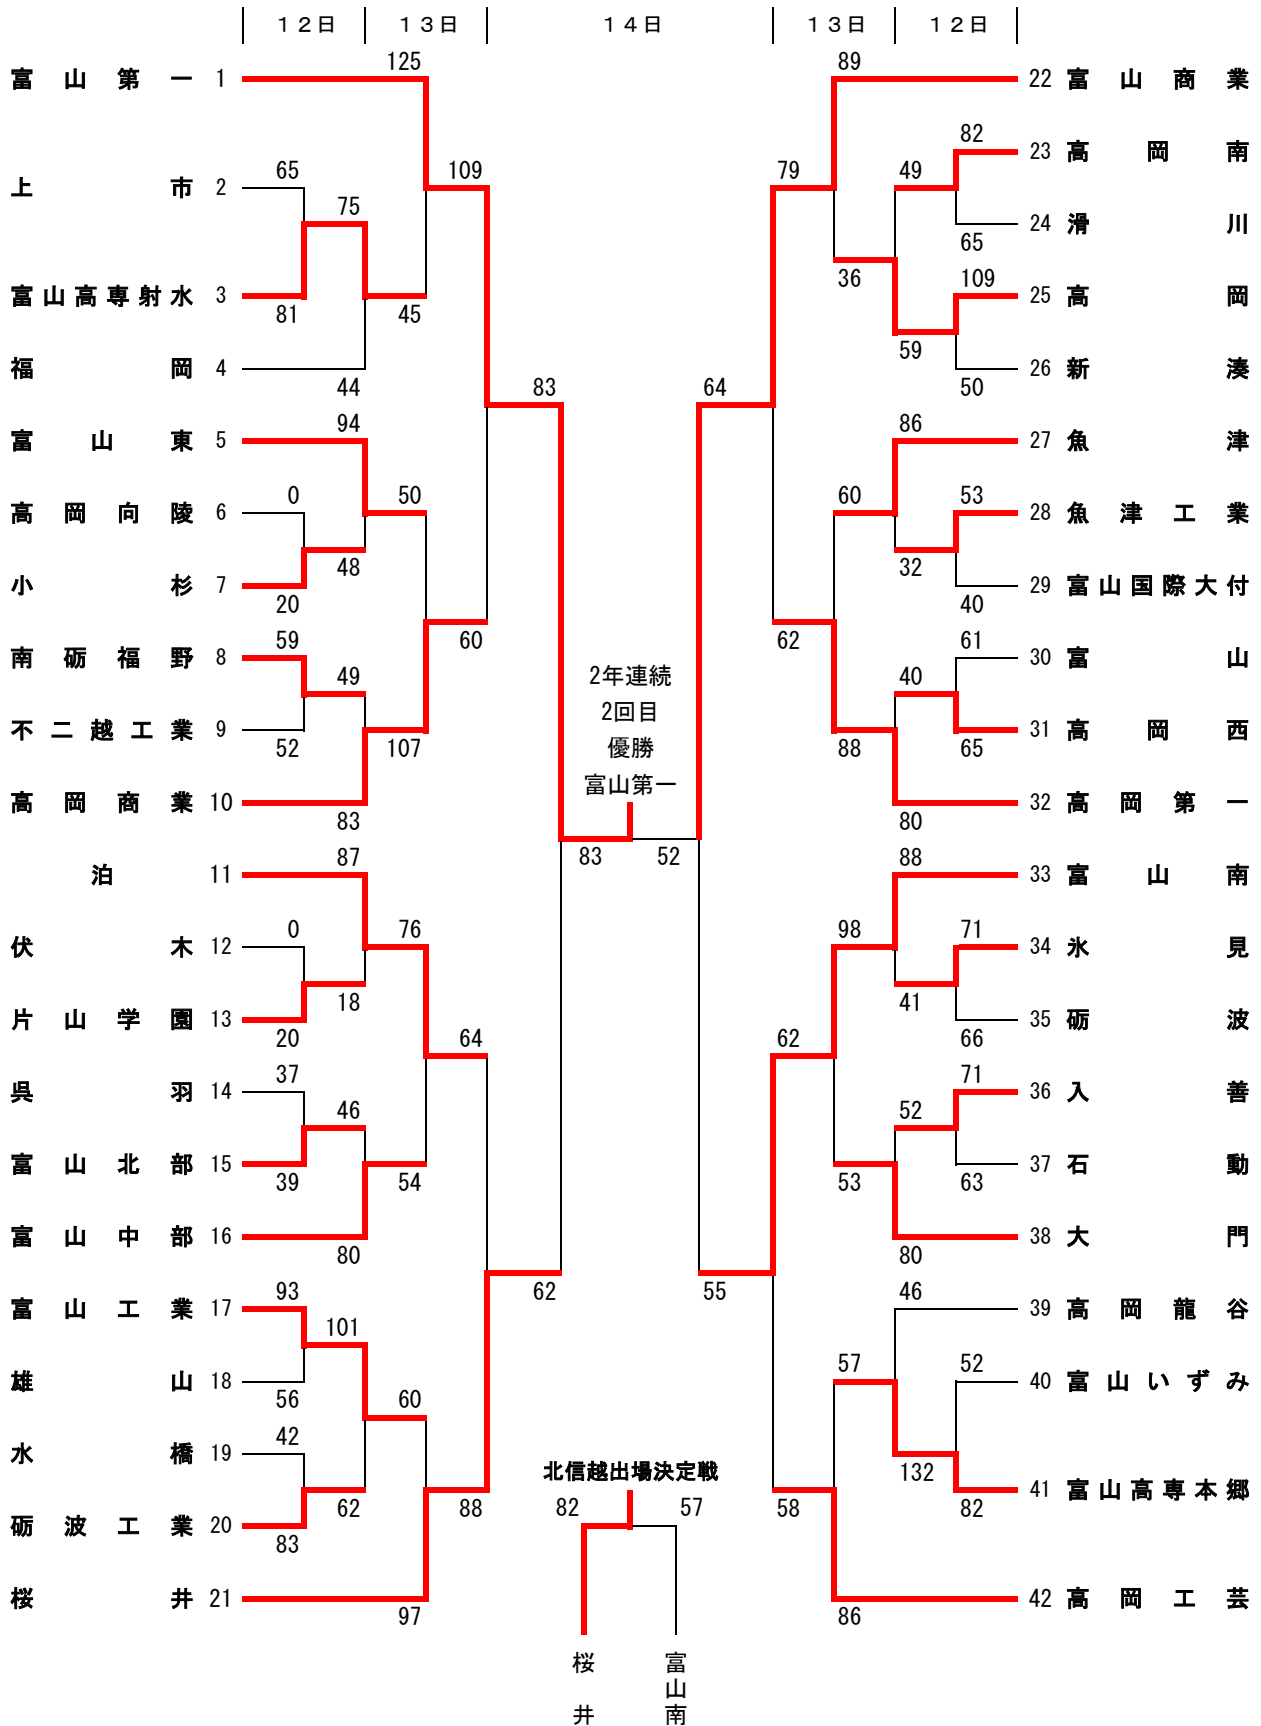 12日 13日 14日 13日 12日
125 89
富山第一 1 22 富山商業
82
23 高岡南
65 109 79 49
上市 2
75
24 滑川
65
36 109
富山高専射水 3 25 高岡
81 45
59
福岡 4 26 新湊
44 83 64 50
94 86
富山東 5 27 魚津
0 50 60 53
高岡向陵 6 28 魚津工業
48 32
小杉 7 29 富山国際大付
20 40
59 60 62 61
南砺福野 8 30 富山
49 2年連続 40
2回目
不二越工業 9 31 高岡西
52 107 優勝 88 65
富山第一
高岡商業 10 32 高岡第一
83 80
87 83 52 88
泊 11 33 富山南
0 76 98 71
伏木 12 34 氷見
18 41
片山学園 13 35 砺波
20 64 62 66
37 71
呉羽 14 36 入善
46 52
富山北部 15 37 石動
39 54 53 63
富山中部 16 38 大門
80 80
93 62 55 46
富山工業 17 39 高岡龍谷
101
57 52
雄山 18 40 富山いずみ
56 60
42
水橋 19
北信越出場決定戦 132
41 富山高専本郷
62 88 82 57 58 82
砺波工業 20
83
桜井 21 42 高岡工芸
97 86
桜井 富山南